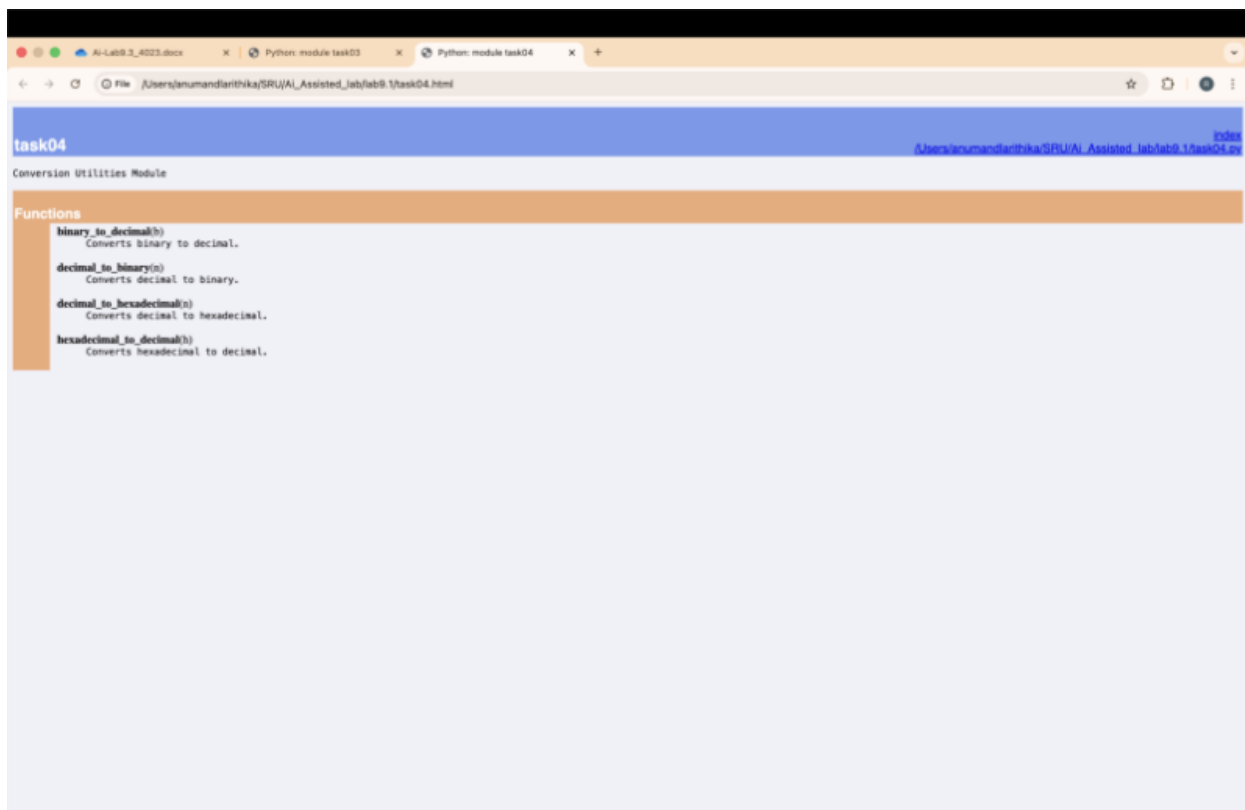 Ai-Lab9.3_4023.docx
Python: module task03
Python: module task04
File /Users/anumandlarithika/SRU/Ai_Assisted_lab/lab9.1/task04.html
index
task04
/Users/anumandlarithika/SRU/Ai_Assisted_lab/lab9.1/task04.py
Conversion Utilities Module
Functions
binary_to_decimal(b)
Converts binary to decimal.
decimal_to_binary(n)
Converts decimal to binary.
decimal_to_hexadecimal(n)
Converts decimal to hexadecimal.
hexadecimal_to_decimal(h)
Converts hexadecimal to decimal.